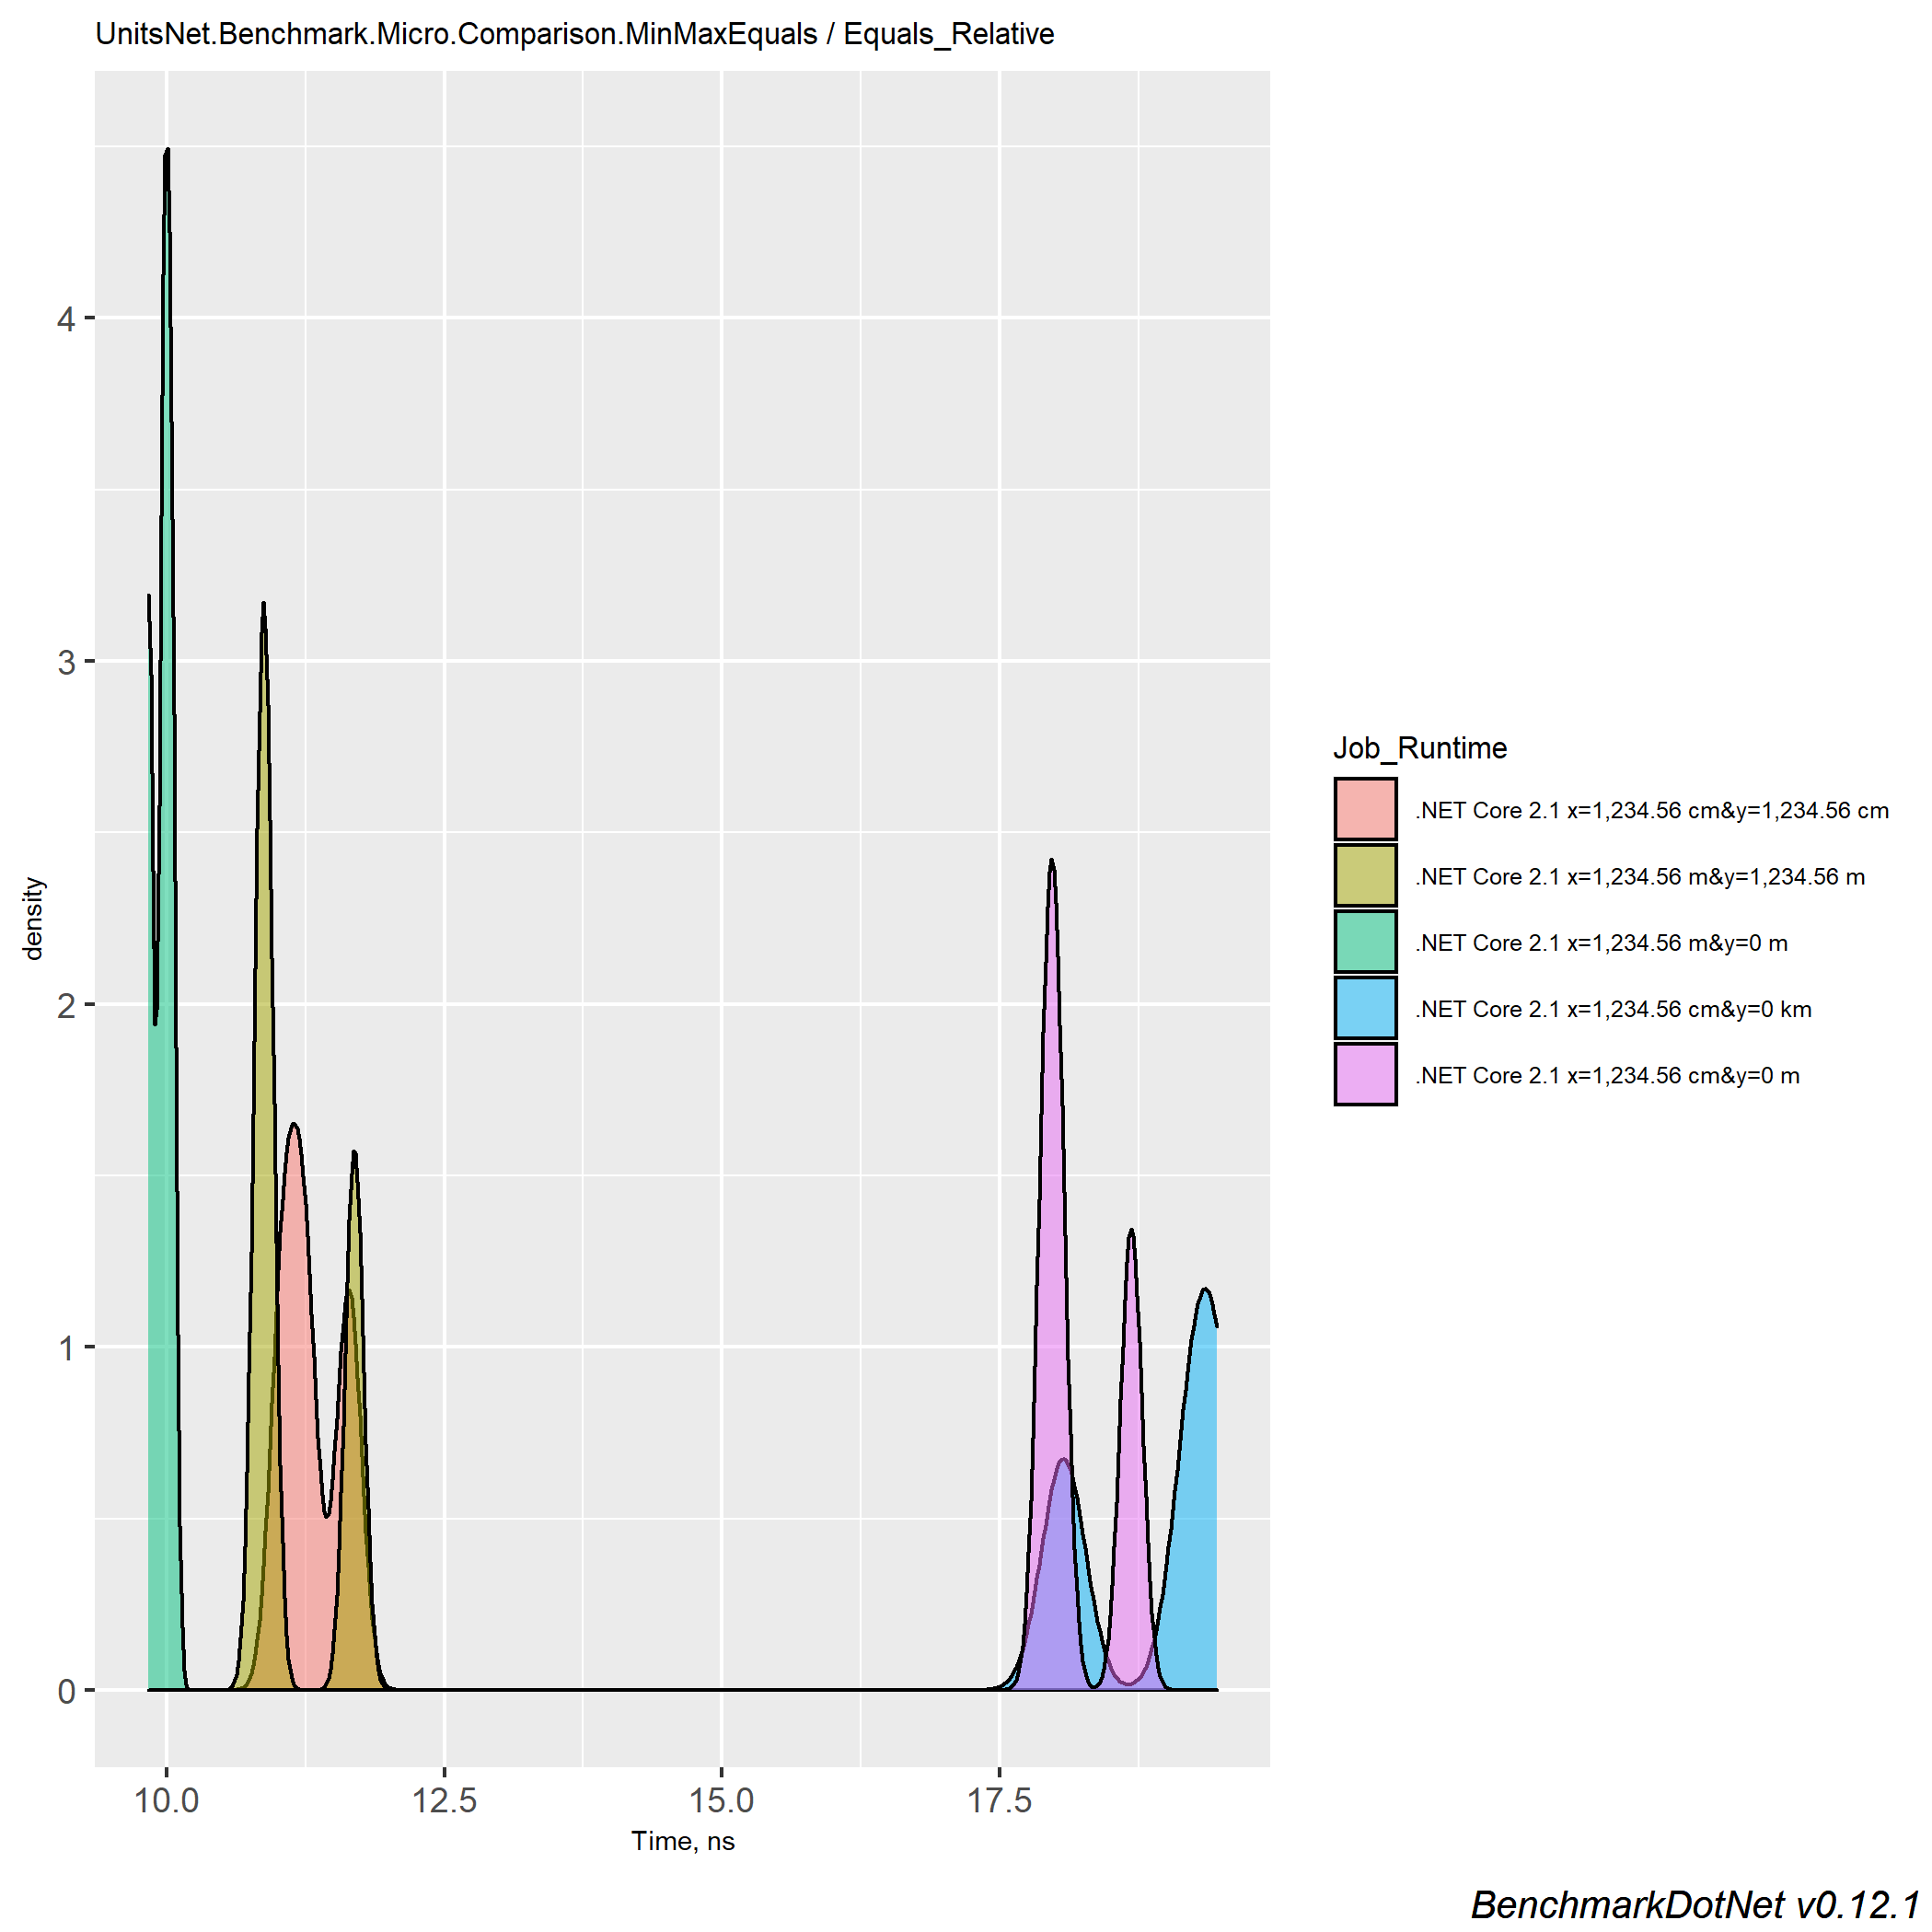 UnitsNet.Benchmark.Micro.Comparison.MinMaxEquals / Equals_Relative
4
3
2
1
0
density
10.0 12.5 15.0 17.5
Time, ns
Job_Runtime
.NET Core 2.1 x=1,234.56 cm&y=1,234.56 cm
.NET Core 2.1 x=1,234.56 m&y=1,234.56 m
.NET Core 2.1 x=1,234.56 m&y=0 m
.NET Core 2.1 x=1,234.56 cm&y=0 km
.NET Core 2.1 x=1,234.56 cm&y=0 m
BenchmarkDotNet v0.12.1